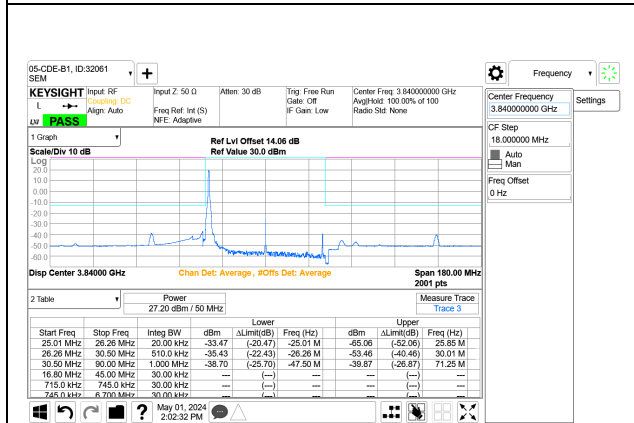 05-CDE-B1, ID:32061
SEM
Frequency
KEYSIGHT
L
LXI PASS
Input: RF
Coupling: DC
Align: Auto
Input Z: 50 Ω
Freq Ref: Int (S)
NFE: Adaptive
Atten: 30 dB
Trig: Free Run
Gate: Off
IF Gain: Low
Center Freq: 3.840000000 GHz
Avg|Hold: 100.00% of 100
Radio Std: None
Center Frequency
3.840000000 GHz
Settings
CF Step
18.000000 MHz
Auto
Man
Freq Offset
0 Hz
1 Graph
Scale/Div 10 dB
Ref Lvl Offset 14.06 dB
Ref Value 30.0 dBm
Log
20.0
10.0
0.00
-10.0
-20.0
-30.0
-40.0
-50.0
-60.0
Disp Center 3.84000 GHz
Chan Det: Average, #Offs Det: Average
Span 180.00 MHz
2001 pts
2 Table
Power
27.20 dBm / 50 MHz
Measure Trace
Trace 3
Lower Upper
Start Freq Stop Freq Integ BW dBm ΔLimit(dB) Freq (Hz) dBm ΔLimit(dB) Freq (Hz)
25.01 MHz 26.26 MHz 20.00 kHz -33.47 (-20.47) -25.01 M -65.06 (-52.06) 25.85 M
26.26 MHz 30.50 MHz 510.0 kHz -35.43 (-22.43) -26.26 M -53.46 (-40.46) 30.01 M
30.50 MHz 90.00 MHz 1.000 MHz -38.70 (-25.70) -47.50 M -39.87 (-26.87) 71.25 M
16.80 MHz 45.00 MHz 30.00 kHz --- (---) --- --- (---) ---
715.0 kHz 745.0 kHz 30.00 kHz --- (---) --- --- (---) ---
745.0 kHz 6.700 MHz 30.00 kHz --- (---) --- --- (---) ---
May 01, 2024
2:02:32 PM